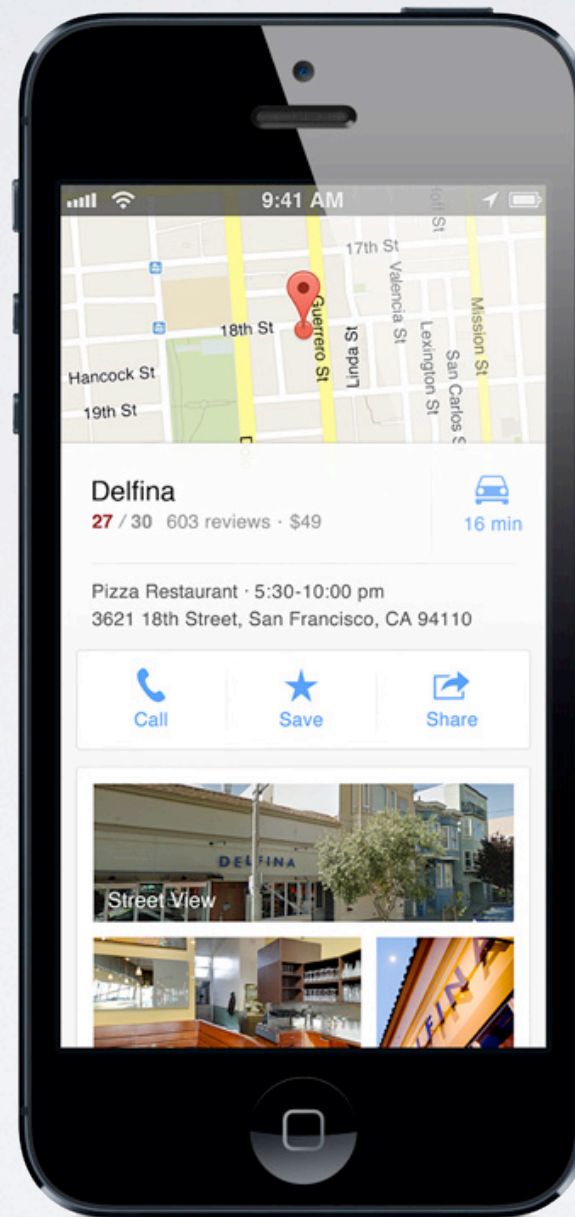 9:41 AM
Hoff St
17th St
Valencia St
Mission St
Guerrero St
18th St
Linda St
Lexington St
San Carlos S
Hancock St
19th St
Delfina
27 / 30 603 reviews · $49
16 min
Pizza Restaurant · 5:30-10:00 pm
3621 18th Street, San Francisco, CA 94110
Call
Save
Share
DELFINA
Street View
ELFINA